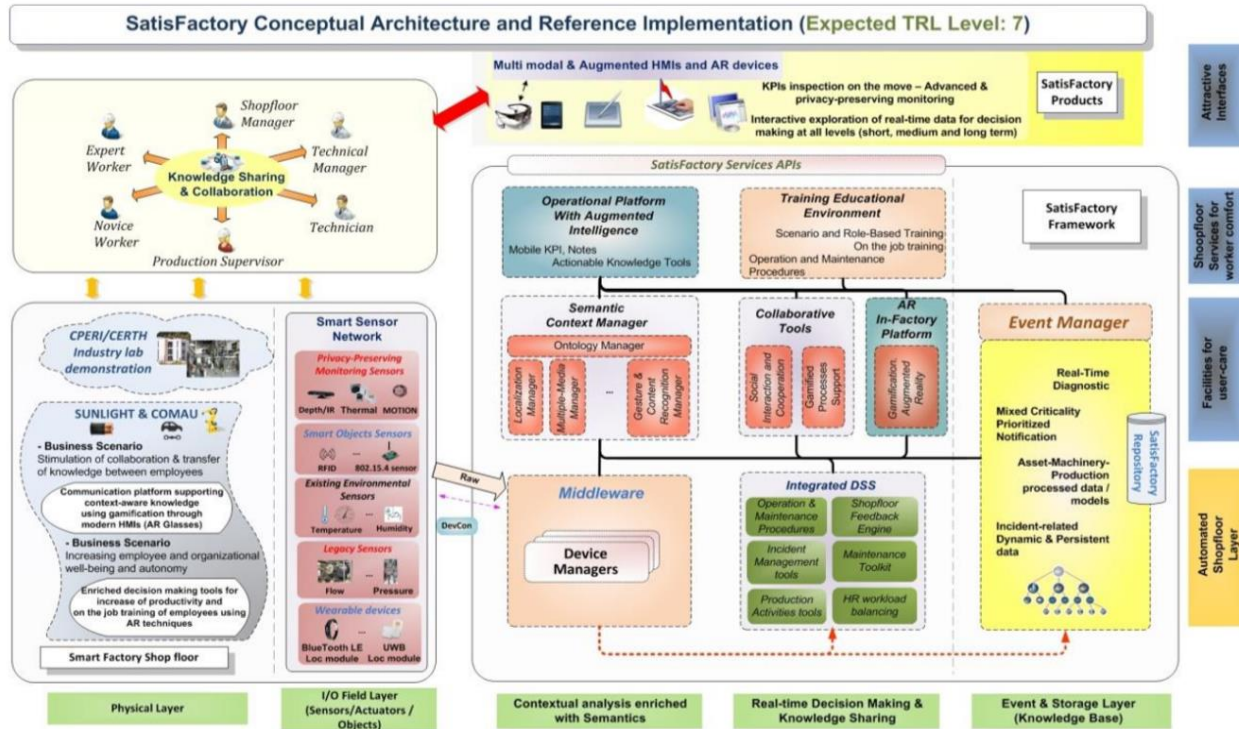 SatisFactory Conceptual Architecture and Reference Implementation (Expected TRL Level: 7)
Multi modal & Augmented HMIs and AR devices
KPIs inspection on the move – Advanced &
privacy-preserving monitoring
Interactive exploration of real-time data for decision
making at all levels (short, medium and long term)
SatisFactory
Products
Attractive
Interfaces
Shopfloor
Manager
Expert
Worker
Technical
Manager
Knowledge Sharing
& Collaboration
Novice
Worker
Technician
Production Supervisor
SatisFactory Services APIs
Operational Platform
With Augmented
Intelligence
Mobile KPI, Notes
Actionable Knowledge Tools
Training Educational
Environment
Scenario and Role-Based Training
On the job training
Operation and Maintenance
Procedures
SatisFactory
Framework
Shoopfloor
Services for
worker comfort
CPERI/CERTH
Industry lab
demonstration
SUNLIGHT & COMAU
- Business Scenario
Stimulation of collaboration & transfer
of knowledge between employees
Communication platform supporting
context-aware knowledge
using gamification through
modern HMIs (AR Glasses)
- Business Scenario
Increasing employee and organizational
well-being and autonomy
Enriched decision making tools for
increase of productivity and
on the job training of employees using
AR techniques
Smart Factory Shop floor
Smart Sensor
Network
Privacy-Preserving
Monitoring Sensors
Depth/IR Thermal MOTION
Smart Objects Sensors
...
RFID 802.15.4 sensor
Existing Environmental
Sensors
...
Temperature Humidity
Legacy Sensors
...
Flow Pressure
Wearable devices
...
BlueTooth LE UWB
Loc module Loc module
Raw
DevCon
Semantic
Context Manager
Ontology Manager
Localization
Manager
Multiple-Media
Manager
...
Gesture &
Content
Recognition
Manager
Collaborative
Tools
Social
Interaction and
Cooperation
Gamified
Processes
Support
AR
In-Factory
Platform
Gamification.
Augmented
Reality
Event Manager
Real-Time
Diagnostic
Mixed Criticality
Prioritized
Notification
Asset-Machinery-
Production
processed data /
models
Incident-related
Dynamic & Persistent
data
SatisFactory
Repository
Facilities for
user-care
Middleware
Device
Managers
Integrated DSS
Operation &
Maintenance
Procedures
Shopfloor
Feedback
Engine
Incident
Management
tools
Maintenance
Toolkit
Production
Activities tools
HR workload
balancing
Automated
Shopfloor
Layer
Physical Layer
I/O Field Layer
(Sensors/Actuators /
Objects)
Contextual analysis enriched
with Semantics
Real-time Decision Making &
Knowledge Sharing
Event & Storage Layer
(Knowledge Base)